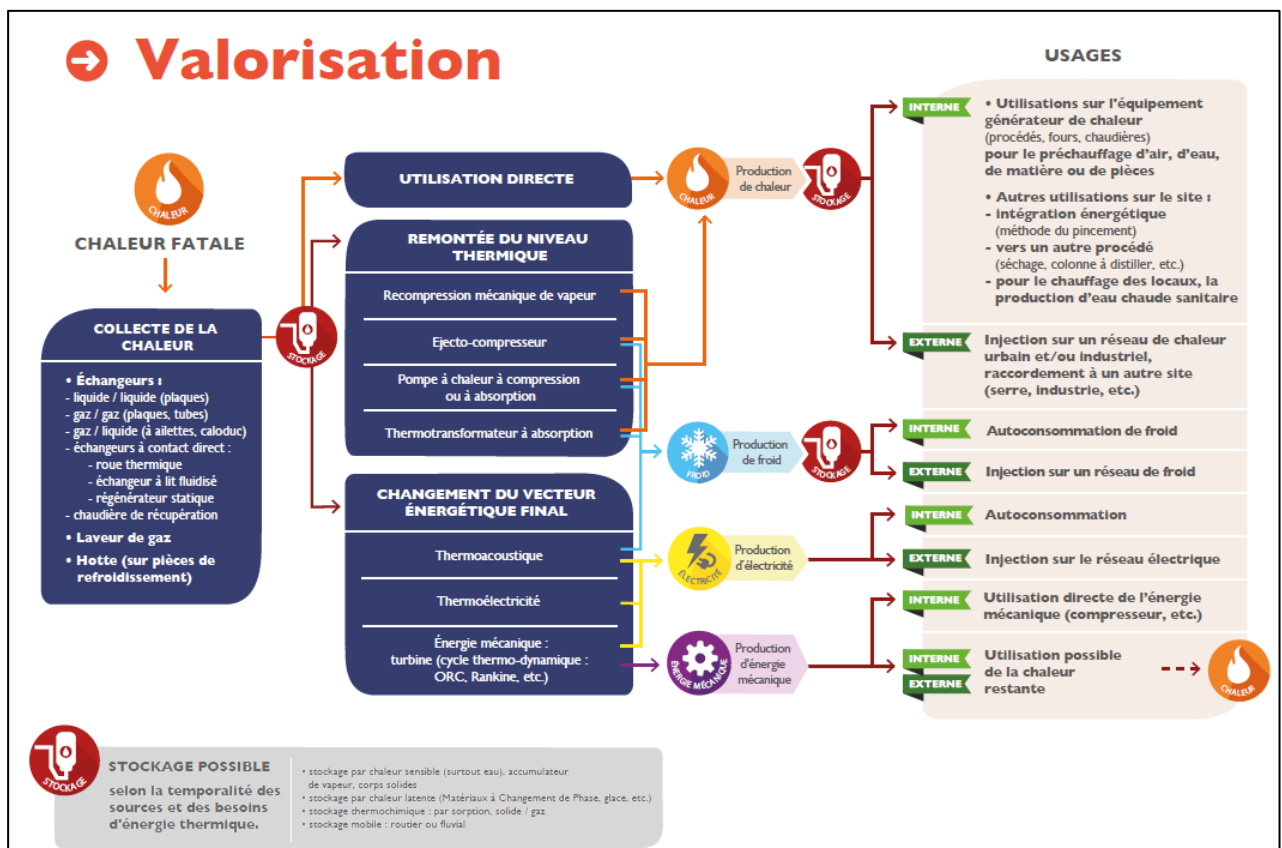 Valorisation
USAGES
CHALEUR
CHALEUR FATALE
COLLECTE DE LA
CHALEUR
• Échangeurs :
- liquide / liquide (plaques)
- gaz / gaz (plaques, tubes)
- gaz / liquide (à ailettes, caloduc)
- échangeurs à contact direct :
- roue thermique
- échangeur à lit fluidisé
- régénérateur statique
- chaudière de récupération
• Laveur de gaz
• Hotte (sur pièces de
refroidissement)
STOCKAGE
UTILISATION DIRECTE
REMONTÉE DU NIVEAU
THERMIQUE
Recompression mécanique de vapeur
Ejecto-compresseur
Pompe à chaleur à compression
ou à absorption
Thermotransformateur à absorption
CHANGEMENT DU VECTEUR
ÉNERGÉTIQUE FINAL
Thermoacoustique
Thermoélectricité
Énergie mécanique :
turbine (cycle thermo-dynamique :
ORC, Rankine, etc.)
CHALEUR
Production
de chaleur
STOCKAGE
FROID
Production
de froid
STOCKAGE
ÉLECTRICITÉ
Production
d'électricité
ÉNERGIE MÉCANIQUE
Production
d'énergie
mécanique
INTERNE
• Utilisations sur l'équipement
générateur de chaleur
(procédés, fours, chaudières)
pour le préchauffage d'air, d'eau,
de matière ou de pièces
• Autres utilisations sur le site :
- intégration énergétique
(méthode du pincement)
- vers un autre procédé
(séchage, colonne à distiller, etc.)
- pour le chauffage des locaux, la
production d'eau chaude sanitaire
EXTERNE
Injection sur un réseau de chaleur
urbain et/ou industriel,
raccordement à un autre site
(serre, industrie, etc.)
INTERNE
Autoconsommation de froid
EXTERNE
Injection sur un réseau de froid
INTERNE
Autoconsommation
EXTERNE
Injection sur le réseau électrique
INTERNE
Utilisation directe de l'énergie
mécanique (compresseur, etc.)
INTERNE
EXTERNE
Utilisation possible
de la chaleur
restante
CHALEUR
STOCKAGE
STOCKAGE POSSIBLE
selon la temporalité des
sources et des besoins
d'énergie thermique.
• stockage par chaleur sensible (surtout eau), accumulateur
de vapeur, corps solides
• stockage par chaleur latente (Matériaux à Changement de Phase, glace, etc.)
• stockage thermochimique : par sorption, solide / gaz
• stockage mobile : routier ou fluvial